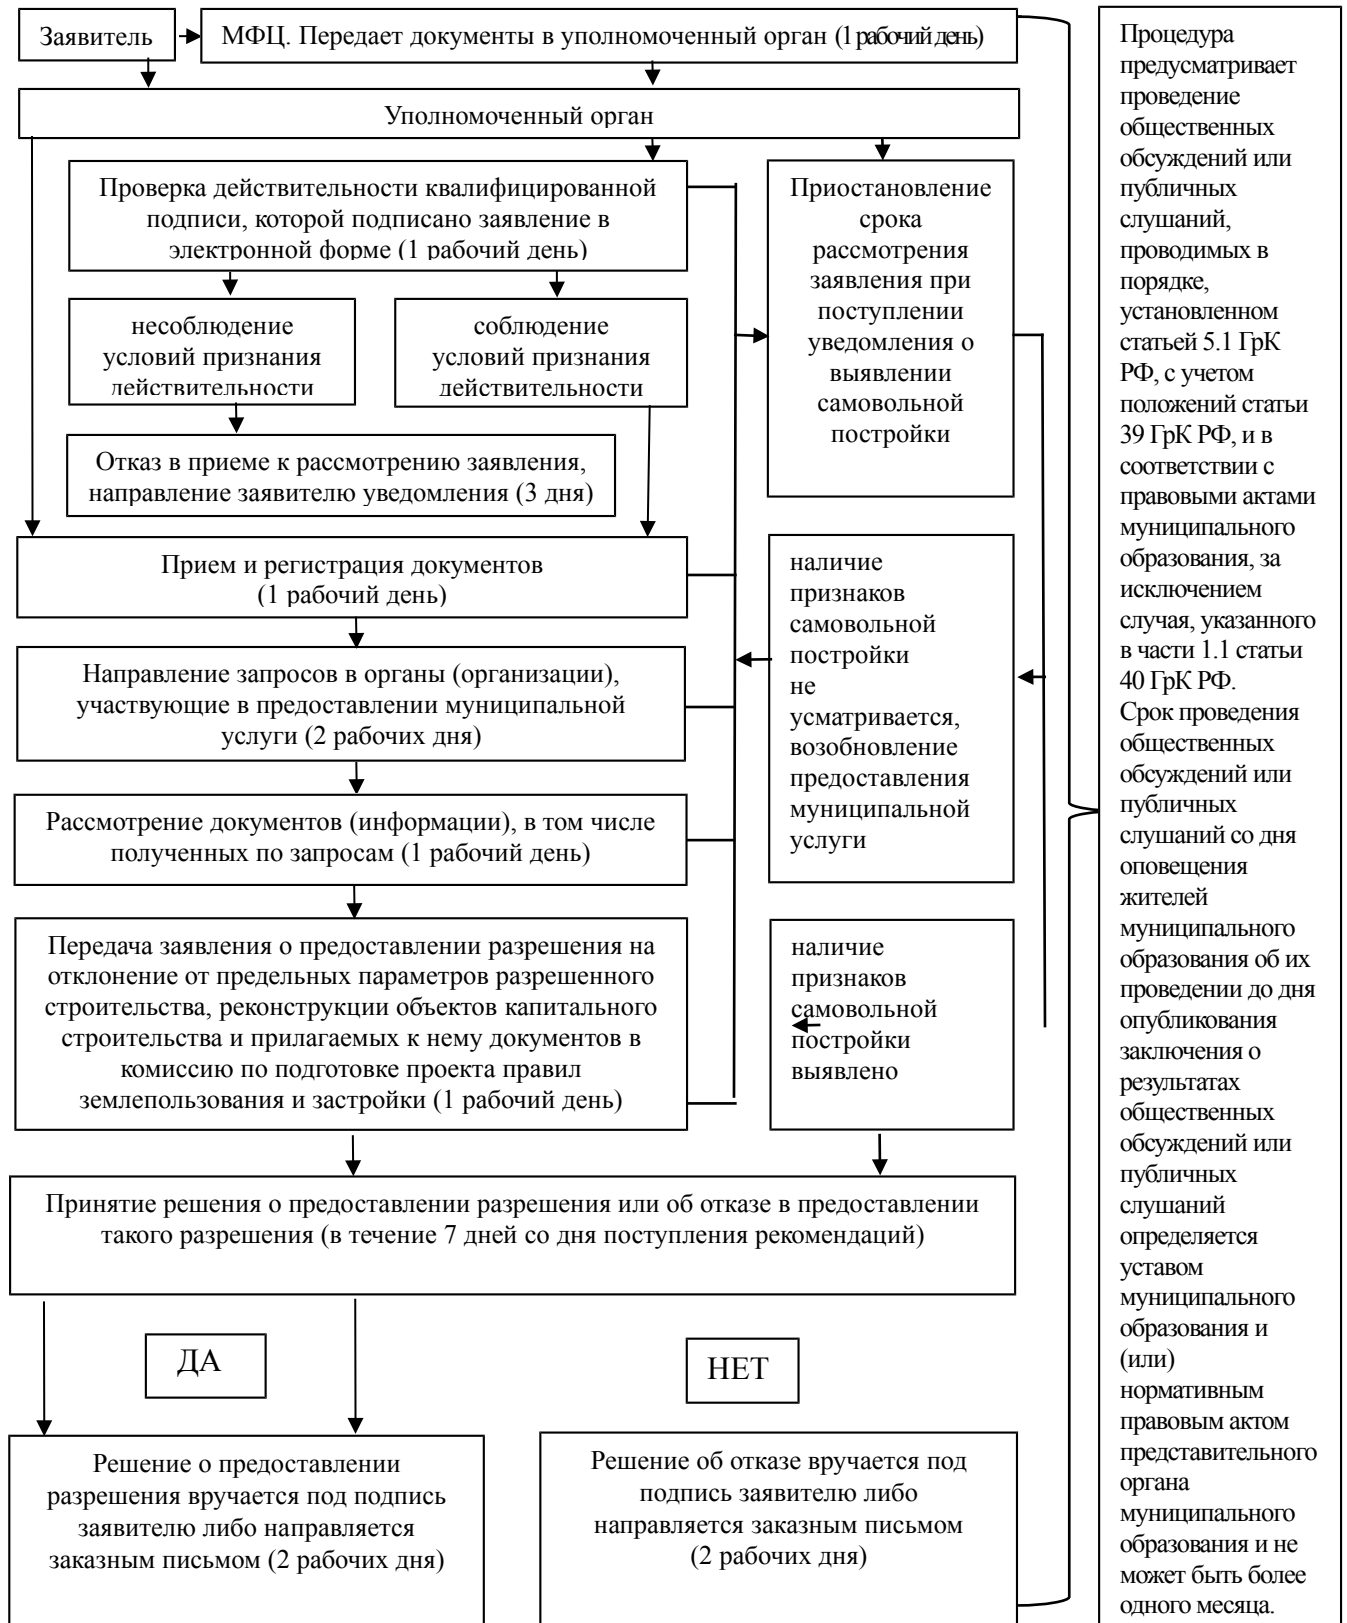 Заявитель
МФЦ. Передает документы в уполномоченный орган (1 рабочий день)
Уполномоченный орган
Проверка действительности квалифицированной
подписи, которой подписано заявление в
электронной форме (1 рабочий день)
несоблюдение
условий признания
действительности
соблюдение
условий признания
действительности
Отказ в приеме к рассмотрению заявления,
направление заявителю уведомления (3 дня)
Приостановление
срока
рассмотрения
заявления при
поступлении
уведомления о
выявлении
самовольной
постройки
Прием и регистрация документов
(1 рабочий день)
Направление запросов в органы (организации),
участвующие в предоставлении муниципальной
услуги (2 рабочих дня)
наличие
признаков
самовольной
постройки
не
усматривается,
возобновление
предоставления
муниципальной
услуги
Рассмотрение документов (информации), в том числе
полученных по запросам (1 рабочий день)
Передача заявления о предоставлении разрешения на
отклонение от предельных параметров разрешенного
строительства, реконструкции объектов капитального
строительства и прилагаемых к нему документов в
комиссию по подготовке проекта правил
землепользования и застройки (1 рабочий день)
наличие
признаков
самовольной
постройки
выявлено
Принятие решения о предоставлении разрешения или об отказе в предоставлении
такого разрешения (в течение 7 дней со дня поступления рекомендаций)
ДА
НЕТ
Решение о предоставлении
разрешения вручается под подпись
заявителю либо направляется
заказным письмом (2 рабочих дня)
Решение об отказе вручается под
подпись заявителю либо
направляется заказным письмом
(2 рабочих дня)
Процедура
предусматривает
проведение
общественных
обсуждений или
публичных
слушаний,
проводимых в
порядке,
установленном
статьей 5.1 ГрК
РФ, с учетом
положений статьи
39 ГрК РФ, и в
соответствии с
правовыми актами
муниципального
образования, за
исключением
случая, указанного
в части 1.1 статьи
40 ГрК РФ.
Срок проведения
общественных
обсуждений или
публичных
слушаний со дня
оповещения
жителей
муниципального
образования об их
проведении до дня
опубликования
заключения о
результатах
общественных
обсуждений или
публичных
слушаний
определяется
уставом
муниципального
образования и
(или)
нормативным
правовым актом
представительного
органа
муниципального
образования и не
может быть более
одного месяца.